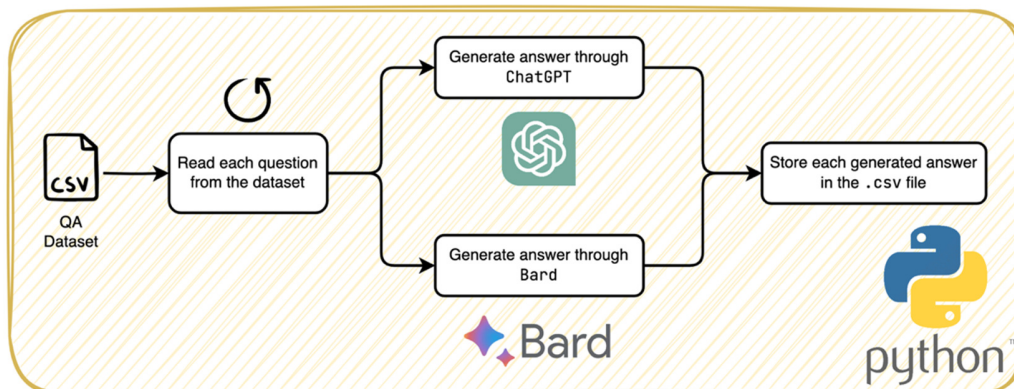 CSV
QA
Dataset
Read each question
from the dataset
Generate answer through
ChatGPT
Generate answer through
Bard
Bard
Store each generated answer
in the .csv file
python
TM